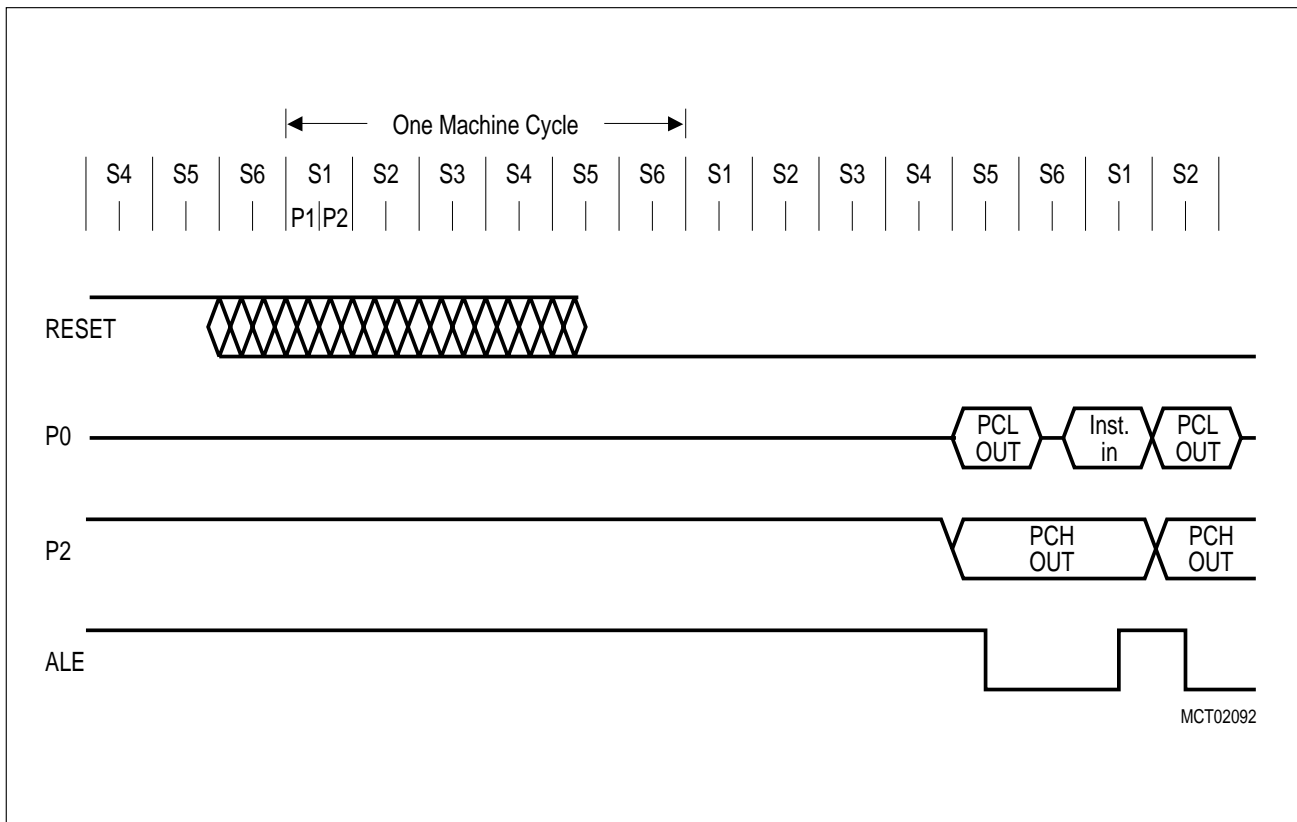 One Machine Cycle
S4 S5 S6 S1 S2 S3 S4 S5 S6 S1 S2 S3 S4 S5 S6 S1 S2
P1 P2
RESET
P0
PCL
OUT
Inst.
in
PCL
OUT
P2
PCH
OUT
PCH
OUT
ALE
MCT02092